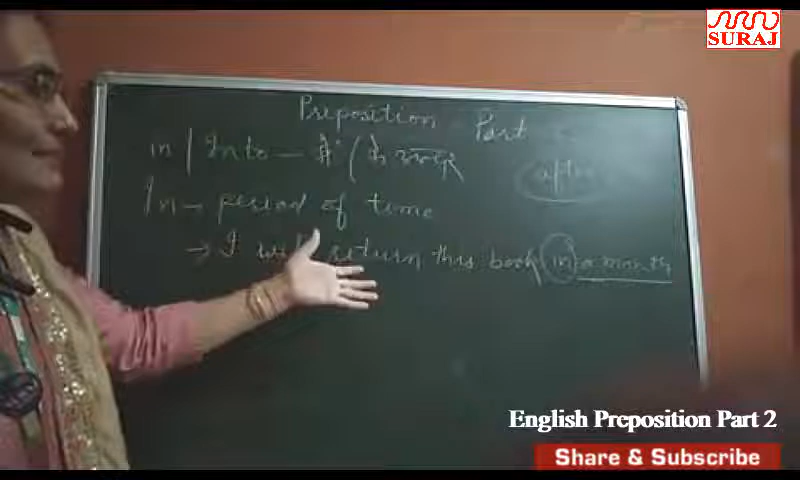 SURAJ
Preposition - Part
in / Into – में (के अन्दर
after
In → period of time
→ I will return this book in a month
English Preposition Part 2
Share & Subscribe